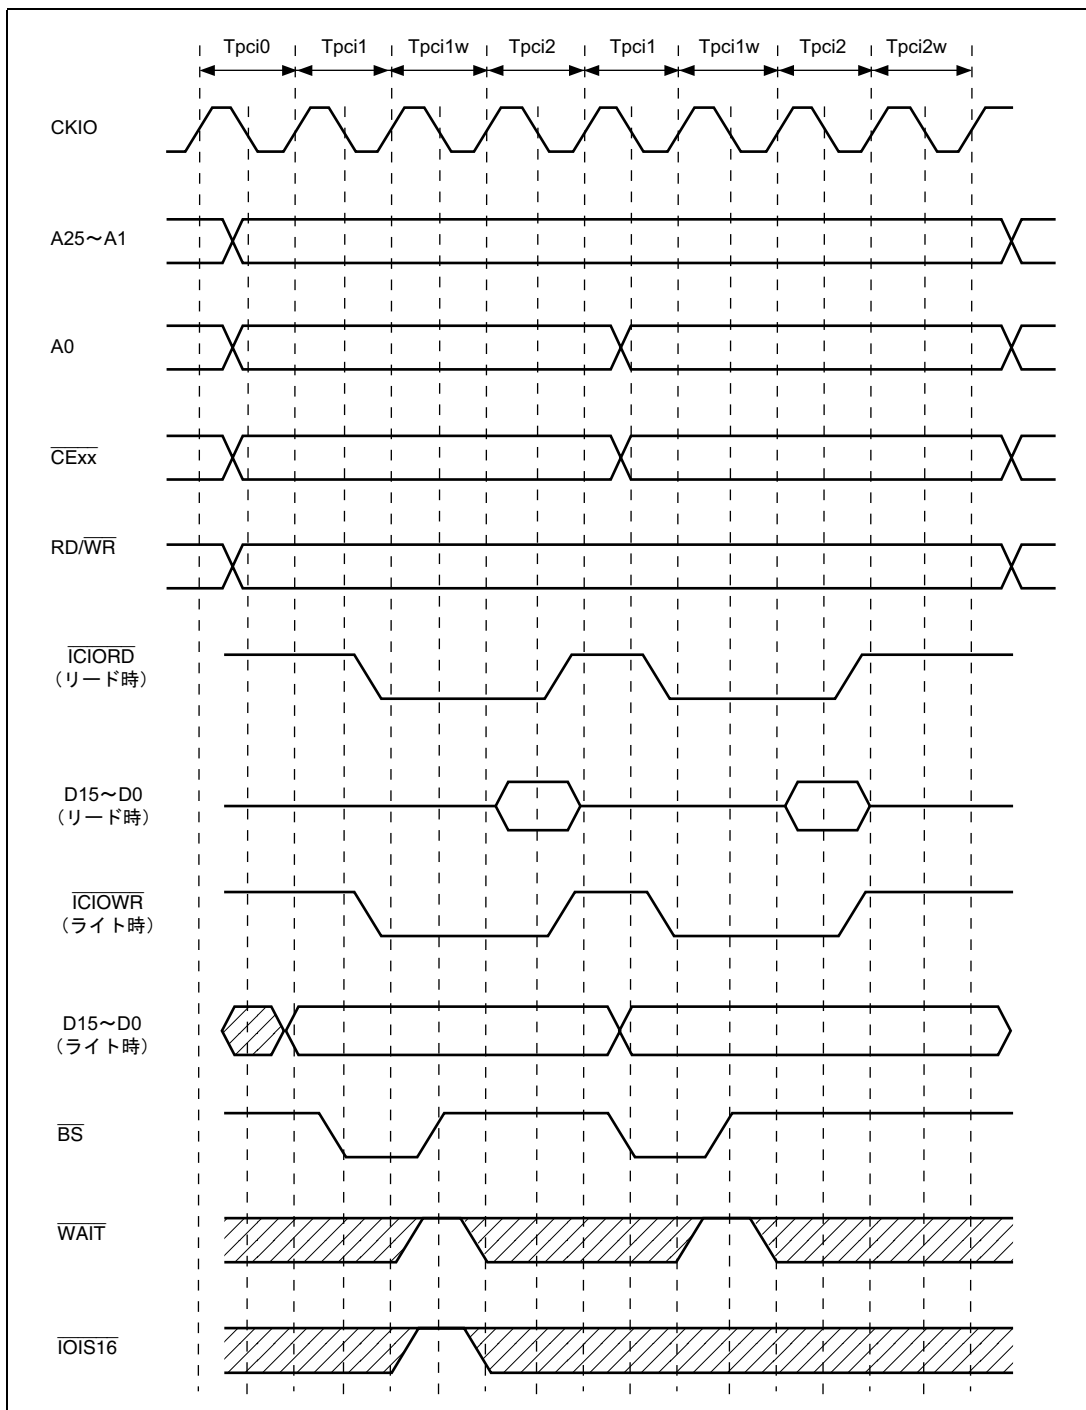 Tpci0 Tpci1 Tpci1w Tpci2 Tpci1 Tpci1w Tpci2 Tpci2w
CKIO
A25～A1
A0
CExx
RD/WR
ICIORD
（リード時）
D15～D0
（リード時）
ICIOWR
（ライト時）
D15～D0
（ライト時）
BS
WAIT
IOIS16